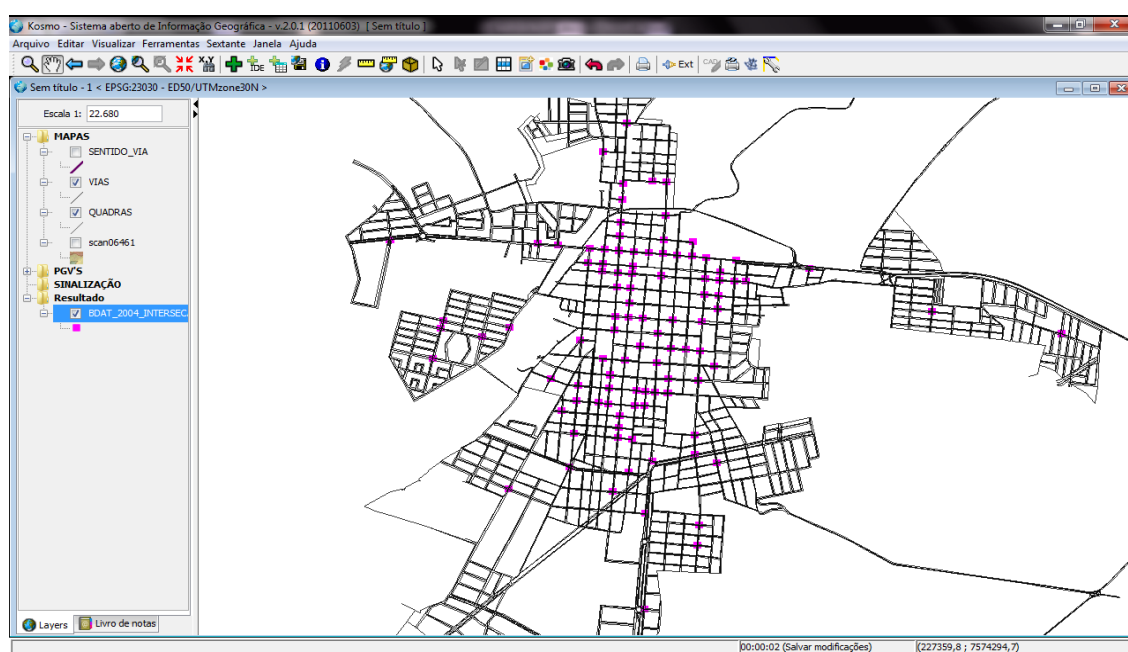 Kosmo - Sistema aberto de Informação Geográfica - v.2.0.1 (20110603) [ Sem título ]
Arquivo Editar Visualizar Ferramentas Sextante Janela Ajuda
X,Y IDE Ext CAD
Sem título - 1 < EPSG:23030 - ED50/UTMzone30N >
Escala 1: 22.680
MAPAS
SENTIDO_VIA
VIAS
QUADRAS
scan06461
PGV'S
SINALIZAÇÃO
Resultado
BDAT_2004_INTERSEC
Layers Livro de notas
00:00:02 (Salvar modificações) (227359,8 ; 7574294,7)